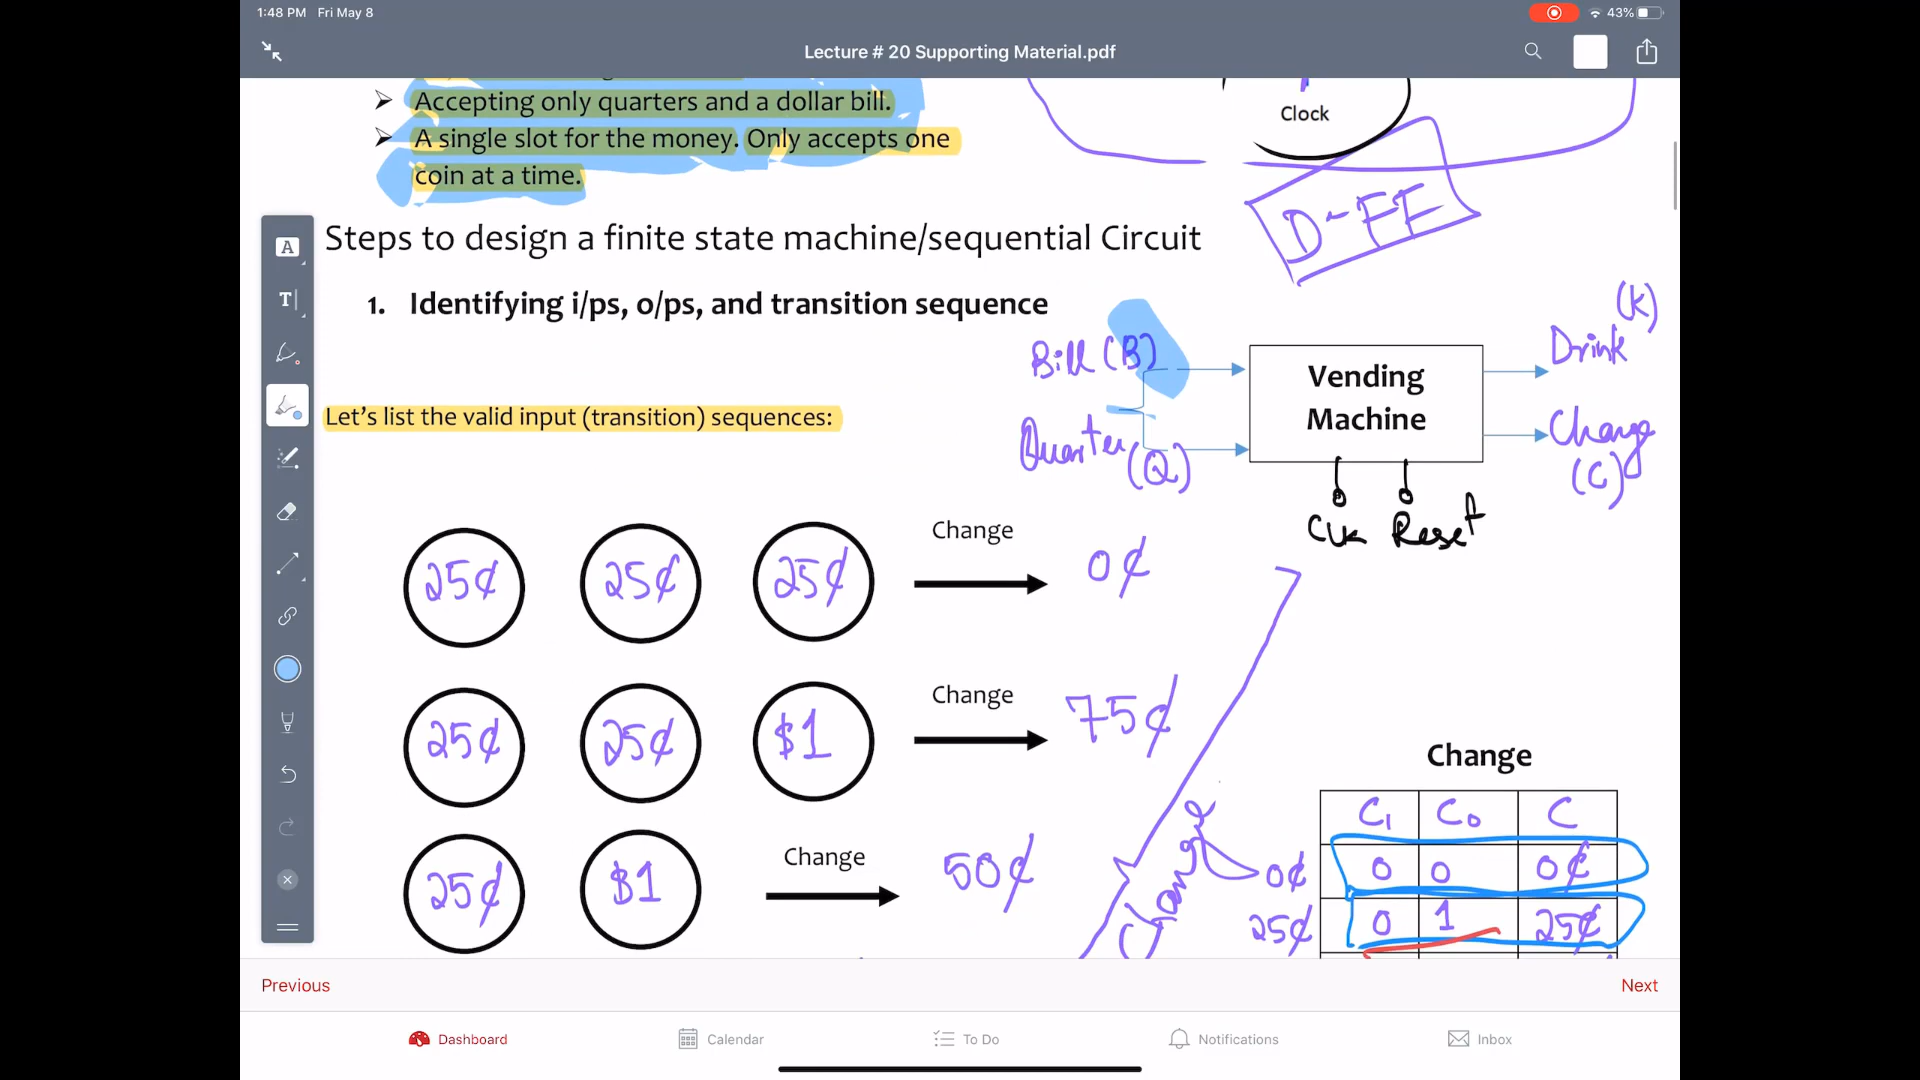 1:48 PM Fri May 8
43%
Lecture # 20 Supporting Material.pdf
Accepting only quarters and a dollar bill.
A single slot for the money. Only accepts one
coin at a time.
Clock
D-FF
Steps to design a finite state machine/sequential Circuit
1. Identifying i/ps, o/ps, and transition sequence
Bill (B)
Quarter (Q)
Vending
Machine
Drink (K)
Change (C)
Clk Reset
Let's list the valid input (transition) sequences:
25¢ 25¢ 25¢ Change 0¢
25¢ 25¢ $1 Change 75¢
25¢ $1 Change 50¢
Change
Change
C1 C0 C
0¢ 0 0 0¢
25¢ 0 1 25¢
A
T
Previous
Next
Dashboard
Calendar
To Do
Notifications
Inbox